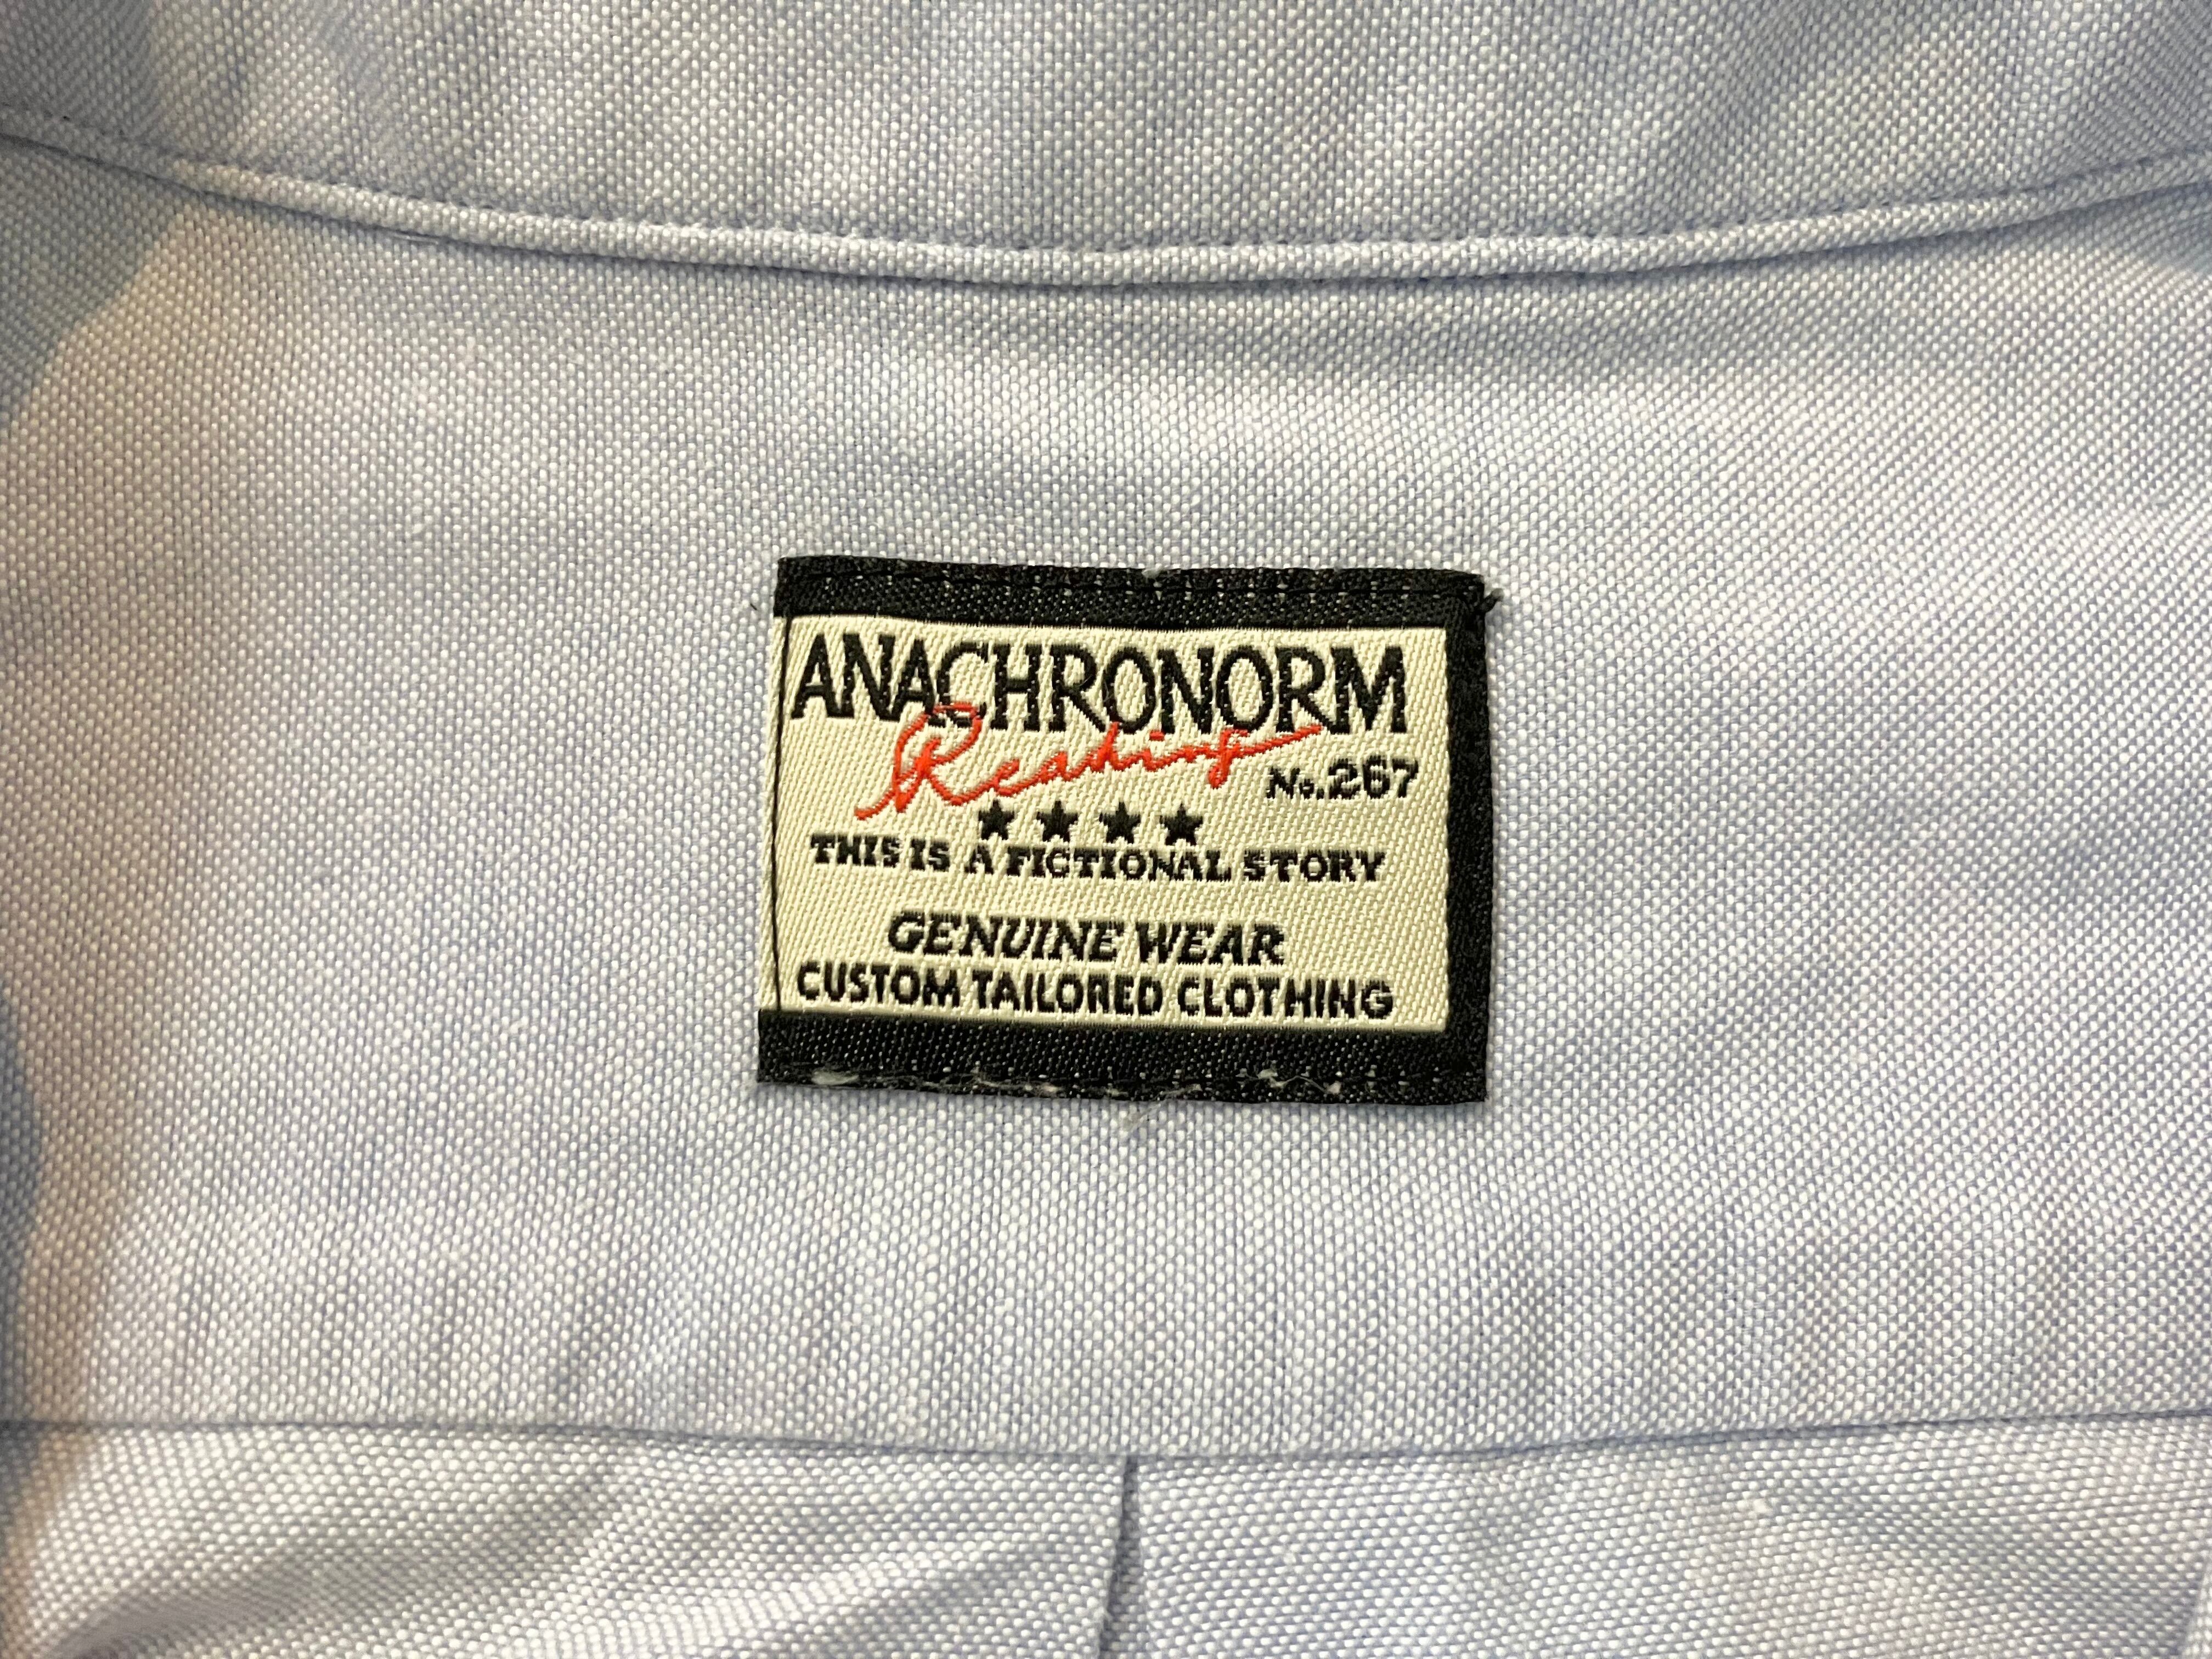 ANACHRONORM
Reading
No.267
★★★★
THIS IS A FICTIONAL STORY
GENUINE WEAR
CUSTOM TAILORED CLOTHING